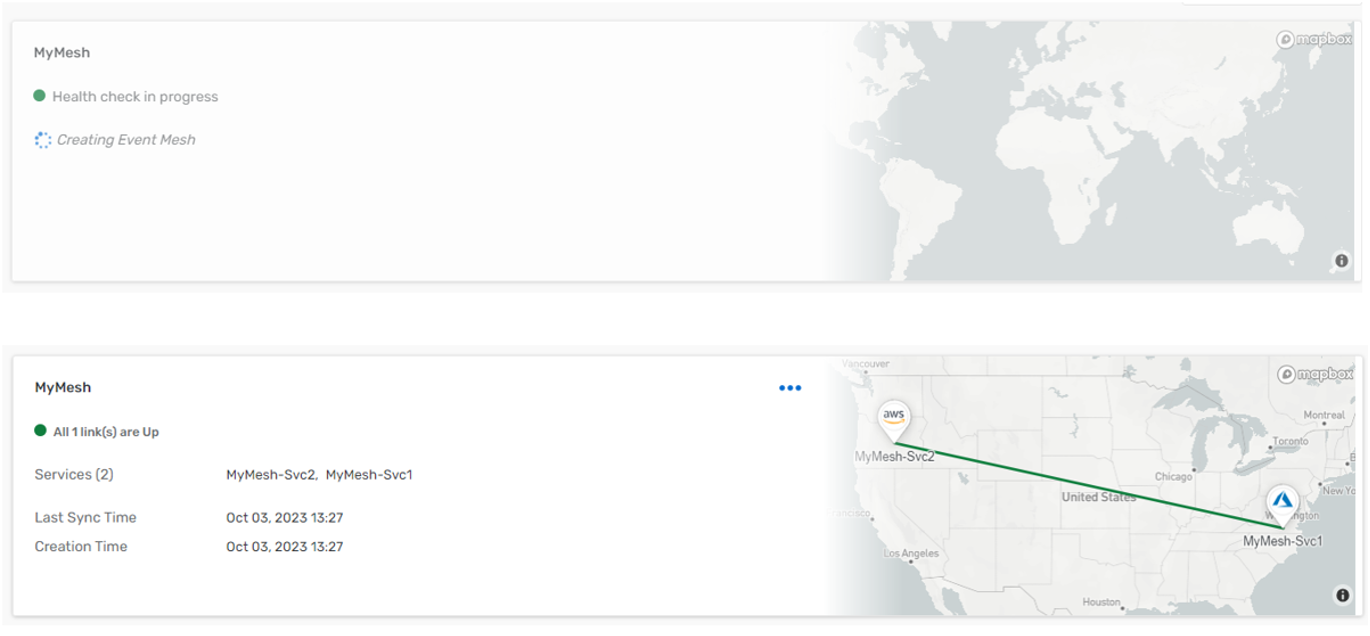 MyMesh
mapbox
Health check in progress
Creating Event Mesh
MyMesh
mapbox
All 1 link(s) are Up
Services (2) MyMesh-Svc2, MyMesh-Svc1
Last Sync Time Oct 03, 2023 13:27
Creation Time Oct 03, 2023 13:27
Vancouver
aws
MyMesh-Svc2
Montreal
Toronto
Chicago
New Yo
United States
MyMesh-Svc1
Los Angeles
Houston